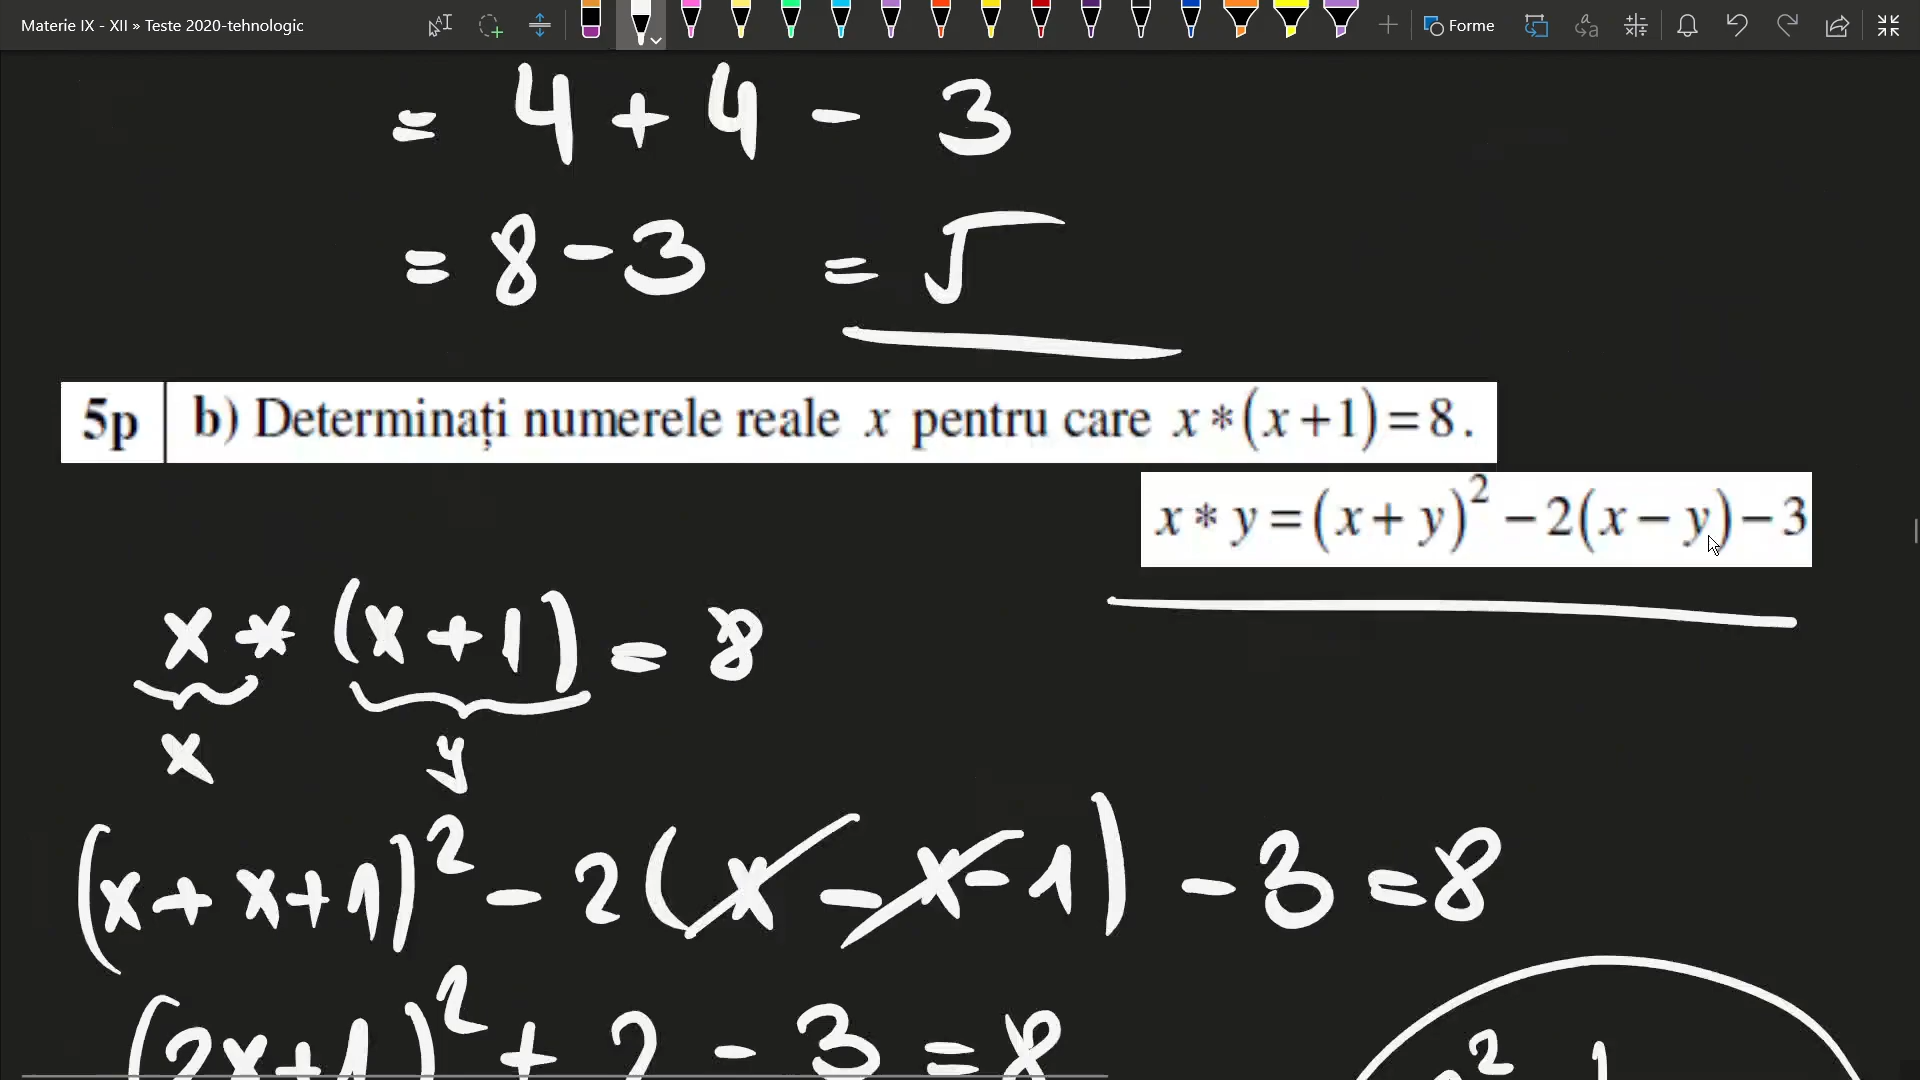 Materie IX - XII » Teste 2020-tehnologic
Forme
= 4 + 4 - 3
= 8 - 3 = 5
5p b) Determinați numerele reale x pentru care x*(x+1)=8.
x*y=(x+y)²-2(x-y)-3
x * (x+1) = 8
x y
(x+x+1)² - 2(x-x-1) - 3 = 8
(2x+1)² + 2 - 3 = 8